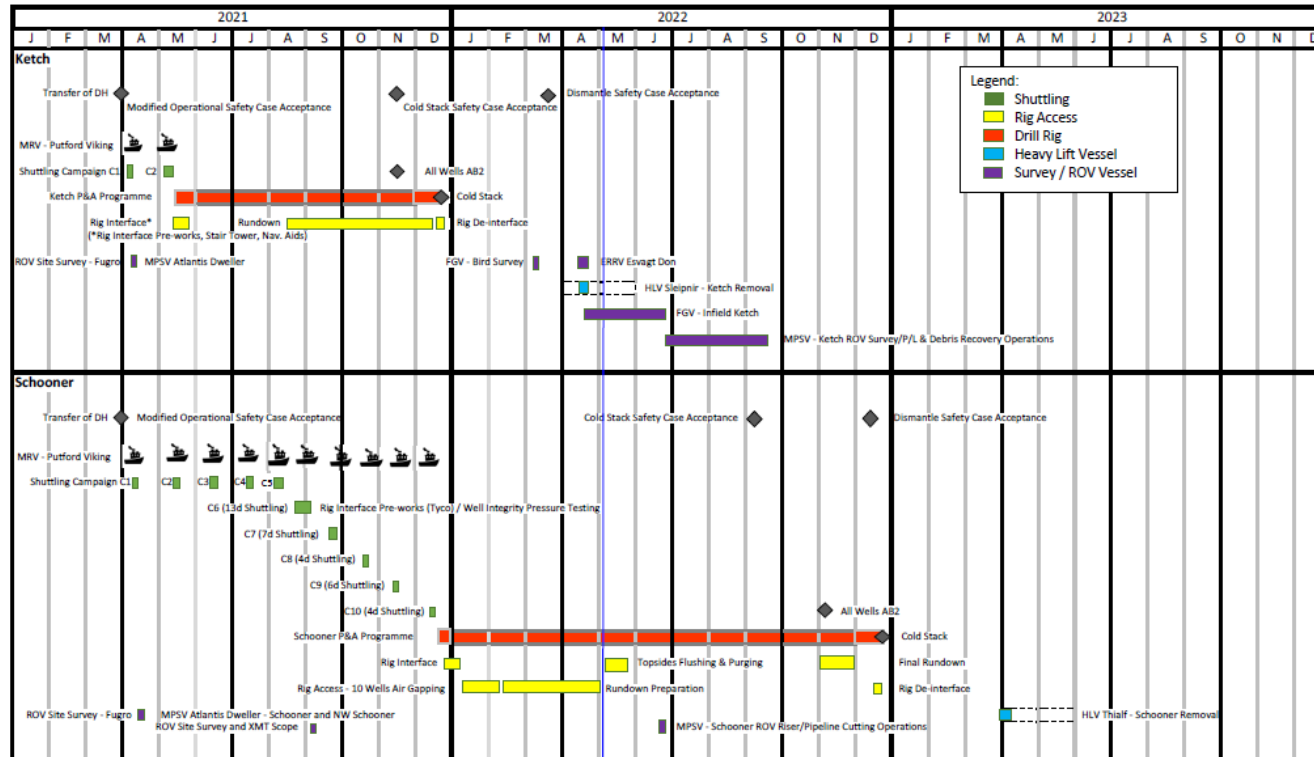 2021 2022 2023
J F M A M J J A S O N D J F M A M J J A S O N D J F M A M J J A S O N D
Ketch
Legend:
Shuttling
Rig Access
Drill Rig
Heavy Lift Vessel
Survey / ROV Vessel
Transfer of DH
Modified Operational Safety Case Acceptance
Cold Stack Safety Case Acceptance
Dismantle Safety Case Acceptance
MRV - Putford Viking
Shuttling Campaign C1 C2 All Wells AB2
Ketch P&A Programme Cold Stack
Rig Interface* Rundown Rig De-interface
(*Rig Interface Pre-works, Stair Tower, Nav. Aids)
ROV Site Survey - Fugro MPSV Atlantis Dweller FGV - Bird Survey ERRV Esvagt Don
HLV Sleipnir - Ketch Removal
FGV - Infield Ketch
MPSV - Ketch ROV Survey/P/L & Debris Recovery Operations
Schooner
Transfer of DH Modified Operational Safety Case Acceptance Cold Stack Safety Case Acceptance Dismantle Safety Case Acceptance
MRV - Putford Viking
Shuttling Campaign C1 C2 C3 C4 C5
C6 (13d Shuttling) Rig Interface Pre-works (Tyco) / Well Integrity Pressure Testing
C7 (7d Shuttling)
C8 (4d Shuttling)
C9 (6d Shuttling)
C10 (4d Shuttling) All Wells AB2
Schooner P&A Programme Cold Stack
Rig Interface Topsides Flushing & Purging Final Rundown
Rig Access - 10 Wells Air Gapping Rundown Preparation Rig De-interface
ROV Site Survey - Fugro MPSV Atlantis Dweller - Schooner and NW Schooner HLV Thialf - Schooner Removal
ROV Site Survey and XMT Scope MPSV - Schooner ROV Riser/Pipeline Cutting Operations